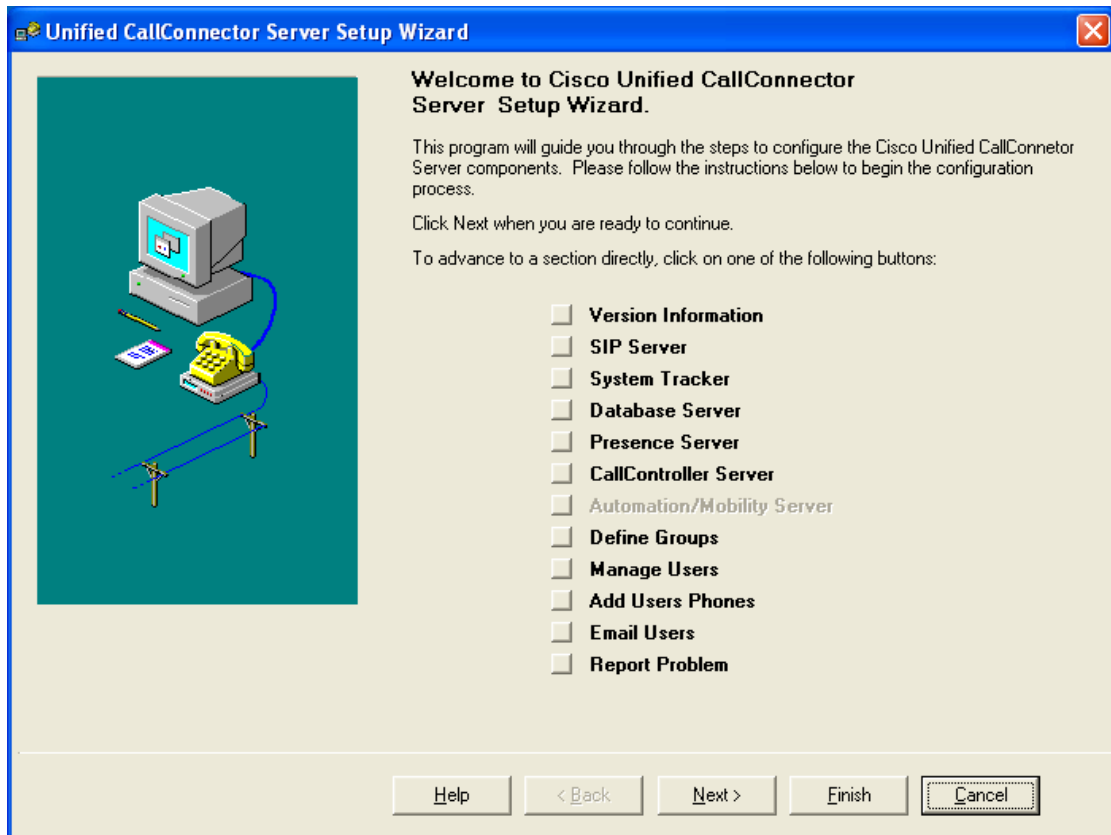 Unified CallConnector Server Setup Wizard
Welcome to Cisco Unified CallConnector
Server Setup Wizard.
This program will guide you through the steps to configure the Cisco Unified CallConnetor
Server components. Please follow the instructions below to begin the configuration
process.
Click Next when you are ready to continue.
To advance to a section directly, click on one of the following buttons:
Version Information
SIP Server
System Tracker
Database Server
Presence Server
CallController Server
Automation/Mobility Server
Define Groups
Manage Users
Add Users Phones
Email Users
Report Problem
Help < Back Next > Finish Cancel